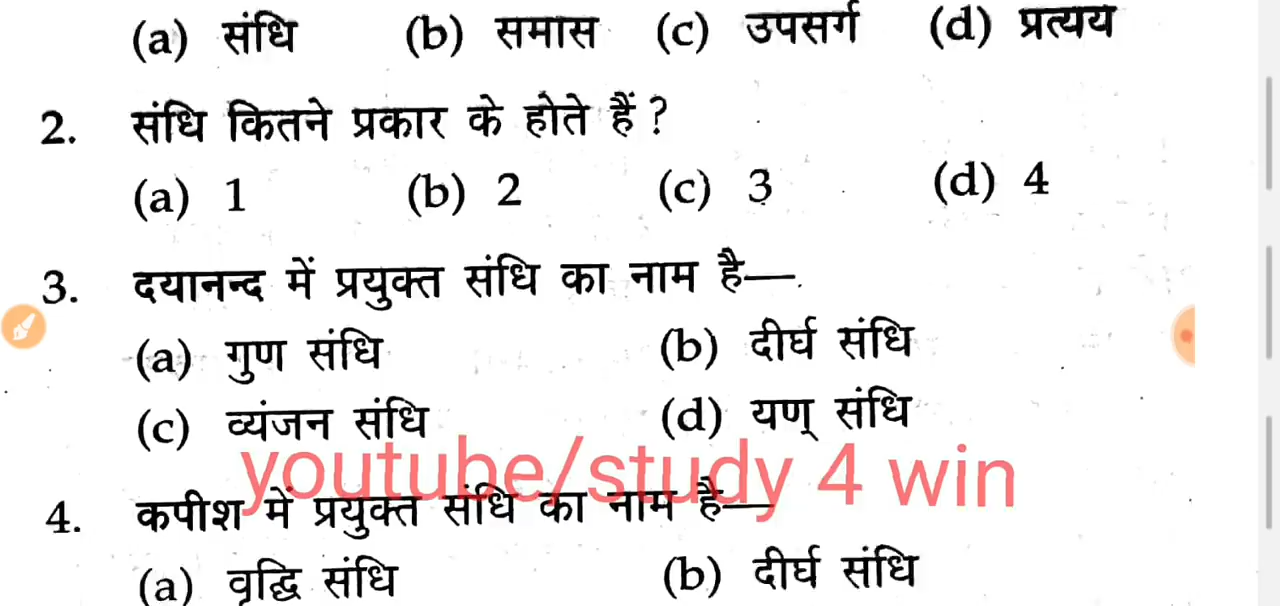 (a) संधि (b) समास (c) उपसर्ग (d) प्रत्यय
2. संधि कितने प्रकार के होते हैं ?
(a) 1 (b) 2 (c) 3 (d) 4
3. दयानन्द में प्रयुक्त संधि का नाम है—
(a) गुण संधि (b) दीर्घ संधि
(c) व्यंजन संधि (d) यण् संधि
youtube/study 4 win
4. कपीश में प्रयुक्त संधि का नाम है—
(a) वृद्धि संधि (b) दीर्घ संधि